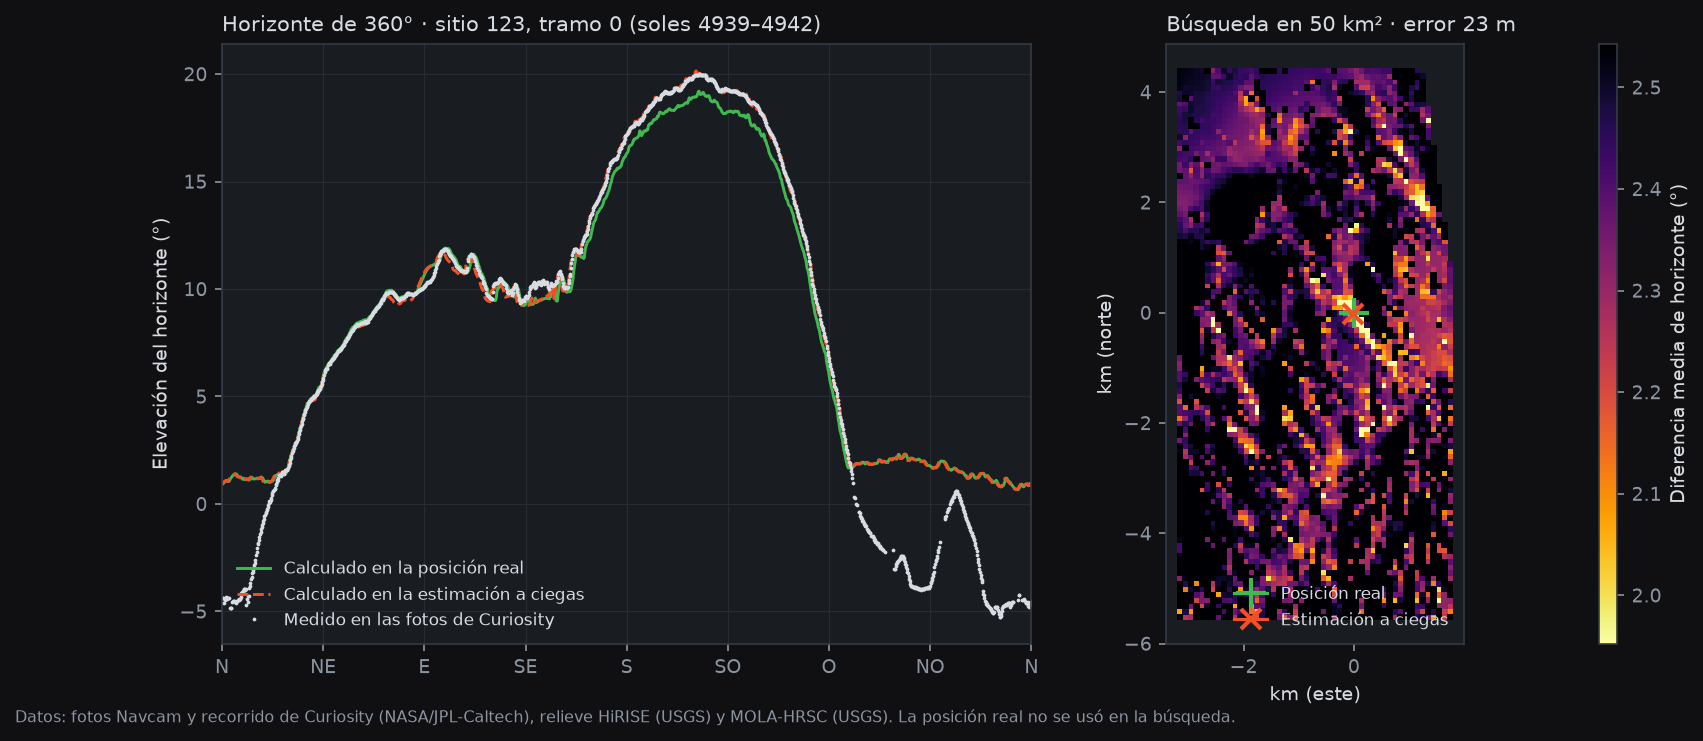 Horizonte de 360° · sitio 123, tramo 0 (soles 4939–4942)
Elevación del horizonte (°)
20
15
10
5
0
−5
N
NE
E
SE
S
SO
O
NO
N
Calculado en la posición real
Calculado en la estimación a ciegas
Medido en las fotos de Curiosity
Búsqueda en 50 km² · error 23 m
km (norte)
4
2
0
−2
−4
−6
−2
0
km (este)
Posición real
Estimación a ciegas
2.5
2.4
2.3
2.2
2.1
2.0
Diferencia media de horizonte (°)
Datos: fotos Navcam y recorrido de Curiosity (NASA/JPL-Caltech), relieve HiRISE (USGS) y MOLA-HRSC (USGS). La posición real no se usó en la búsqueda.